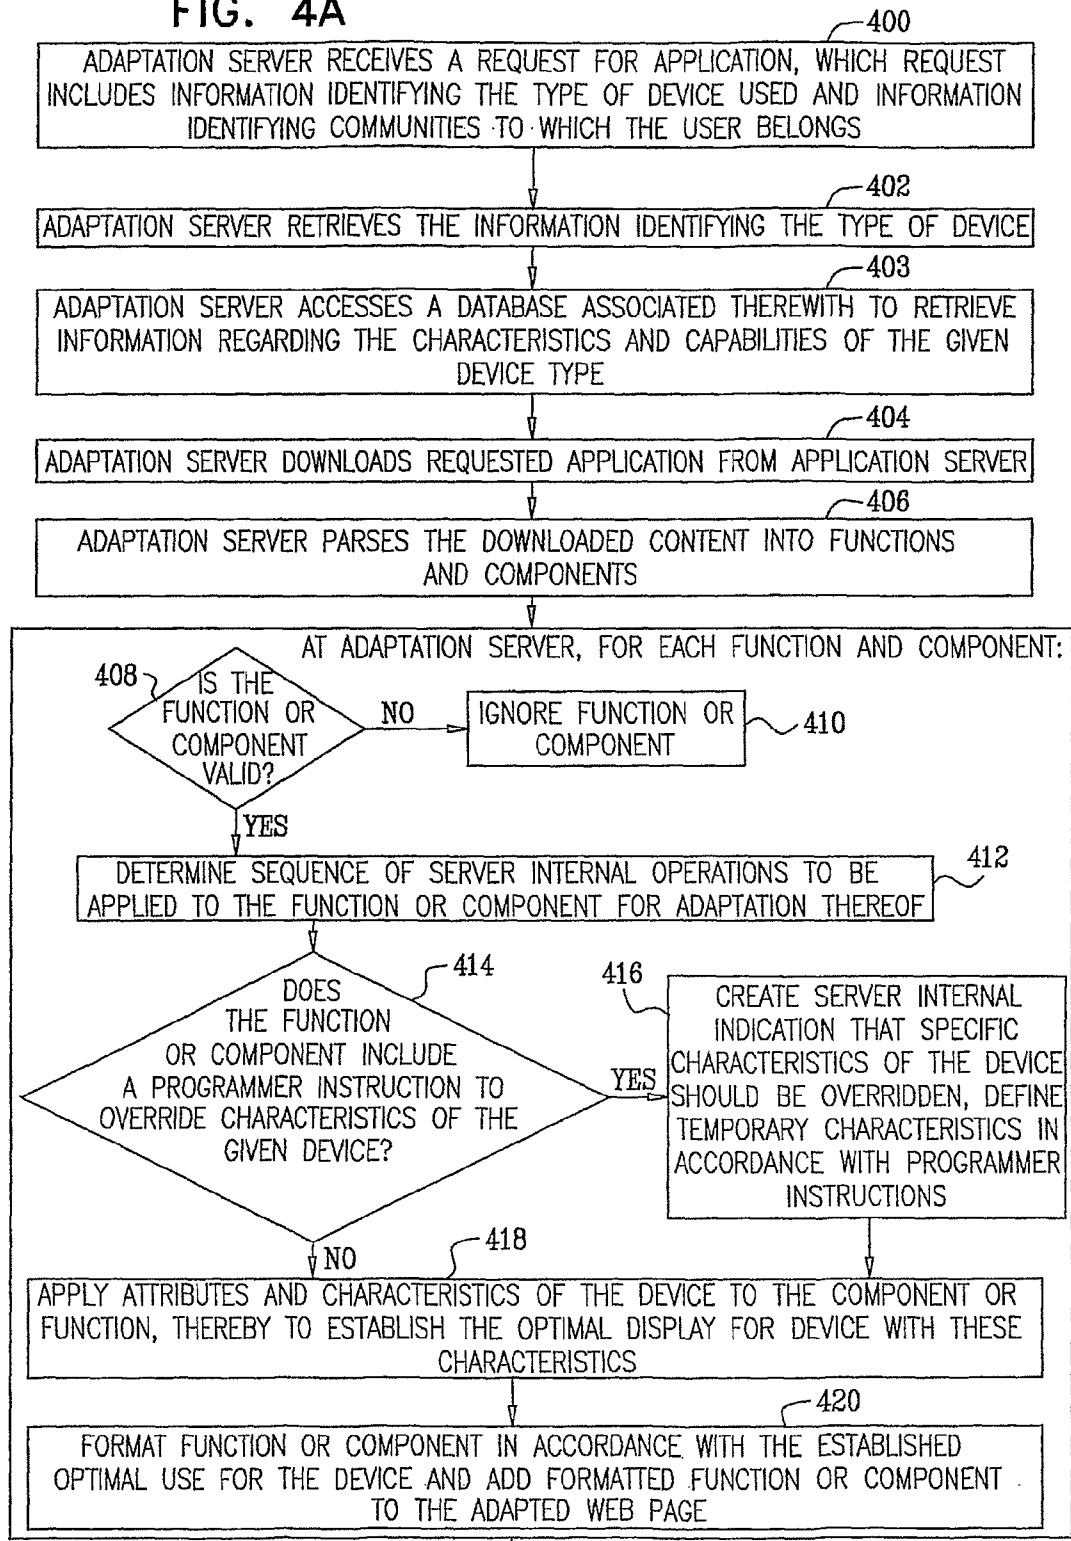 FIG. 4A
400
ADAPTATION SERVER RECEIVES A REQUEST FOR APPLICATION, WHICH REQUEST
INCLUDES INFORMATION IDENTIFYING THE TYPE OF DEVICE USED AND INFORMATION
IDENTIFYING COMMUNITIES TO WHICH THE USER BELONGS
402
ADAPTATION SERVER RETRIEVES THE INFORMATION IDENTIFYING THE TYPE OF DEVICE
403
ADAPTATION SERVER ACCESSES A DATABASE ASSOCIATED THEREWITH TO RETRIEVE
INFORMATION REGARDING THE CHARACTERISTICS AND CAPABILITIES OF THE GIVEN
DEVICE TYPE
404
ADAPTATION SERVER DOWNLOADS REQUESTED APPLICATION FROM APPLICATION SERVER
406
ADAPTATION SERVER PARSES THE DOWNLOADED CONTENT INTO FUNCTIONS
AND COMPONENTS
AT ADAPTATION SERVER, FOR EACH FUNCTION AND COMPONENT:
408
IS THE
FUNCTION OR
COMPONENT
VALID?
NO
IGNORE FUNCTION OR
COMPONENT
410
YES
DETERMINE SEQUENCE OF SERVER INTERNAL OPERATIONS TO BE
APPLIED TO THE FUNCTION OR COMPONENT FOR ADAPTATION THEREOF
412
414
DOES
THE FUNCTION
OR COMPONENT INCLUDE
A PROGRAMMER INSTRUCTION TO
OVERRIDE CHARACTERISTICS OF THE
GIVEN DEVICE?
YES
416
CREATE SERVER INTERNAL
INDICATION THAT SPECIFIC
CHARACTERISTICS OF THE DEVICE
SHOULD BE OVERRIDDEN, DEFINE
TEMPORARY CHARACTERISTICS IN
ACCORDANCE WITH PROGRAMMER
INSTRUCTIONS
NO
418
APPLY ATTRIBUTES AND CHARACTERISTICS OF THE DEVICE TO THE COMPONENT OR
FUNCTION, THEREBY TO ESTABLISH THE OPTIMAL DISPLAY FOR DEVICE WITH THESE
CHARACTERISTICS
420
FORMAT FUNCTION OR COMPONENT IN ACCORDANCE WITH THE ESTABLISHED
OPTIMAL USE FOR THE DEVICE AND ADD FORMATTED FUNCTION OR COMPONENT
TO THE ADAPTED WEB PAGE